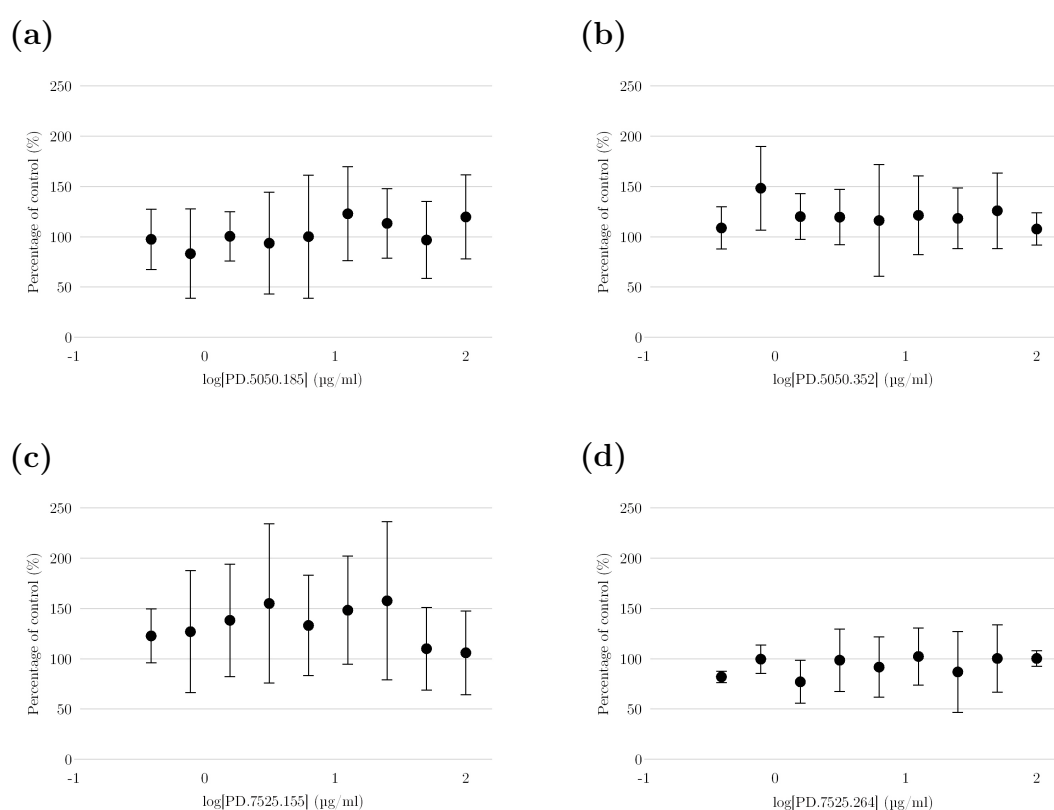 (a)
250
200
150
100
50
0
Percentage of control (%)
-1 0 1 2
log[PD.5050.185] (µg/ml)
(b)
250
200
150
100
50
0
Percentage of control (%)
-1 0 1 2
log[PD.5050.352] (µg/ml)
(c)
250
200
150
100
50
0
Percentage of control (%)
-1 0 1 2
log[PD.7525.155] (µg/ml)
(d)
250
200
150
100
50
0
Percentage of control (%)
-1 0 1 2
log[PD.7525.264] (µg/ml)